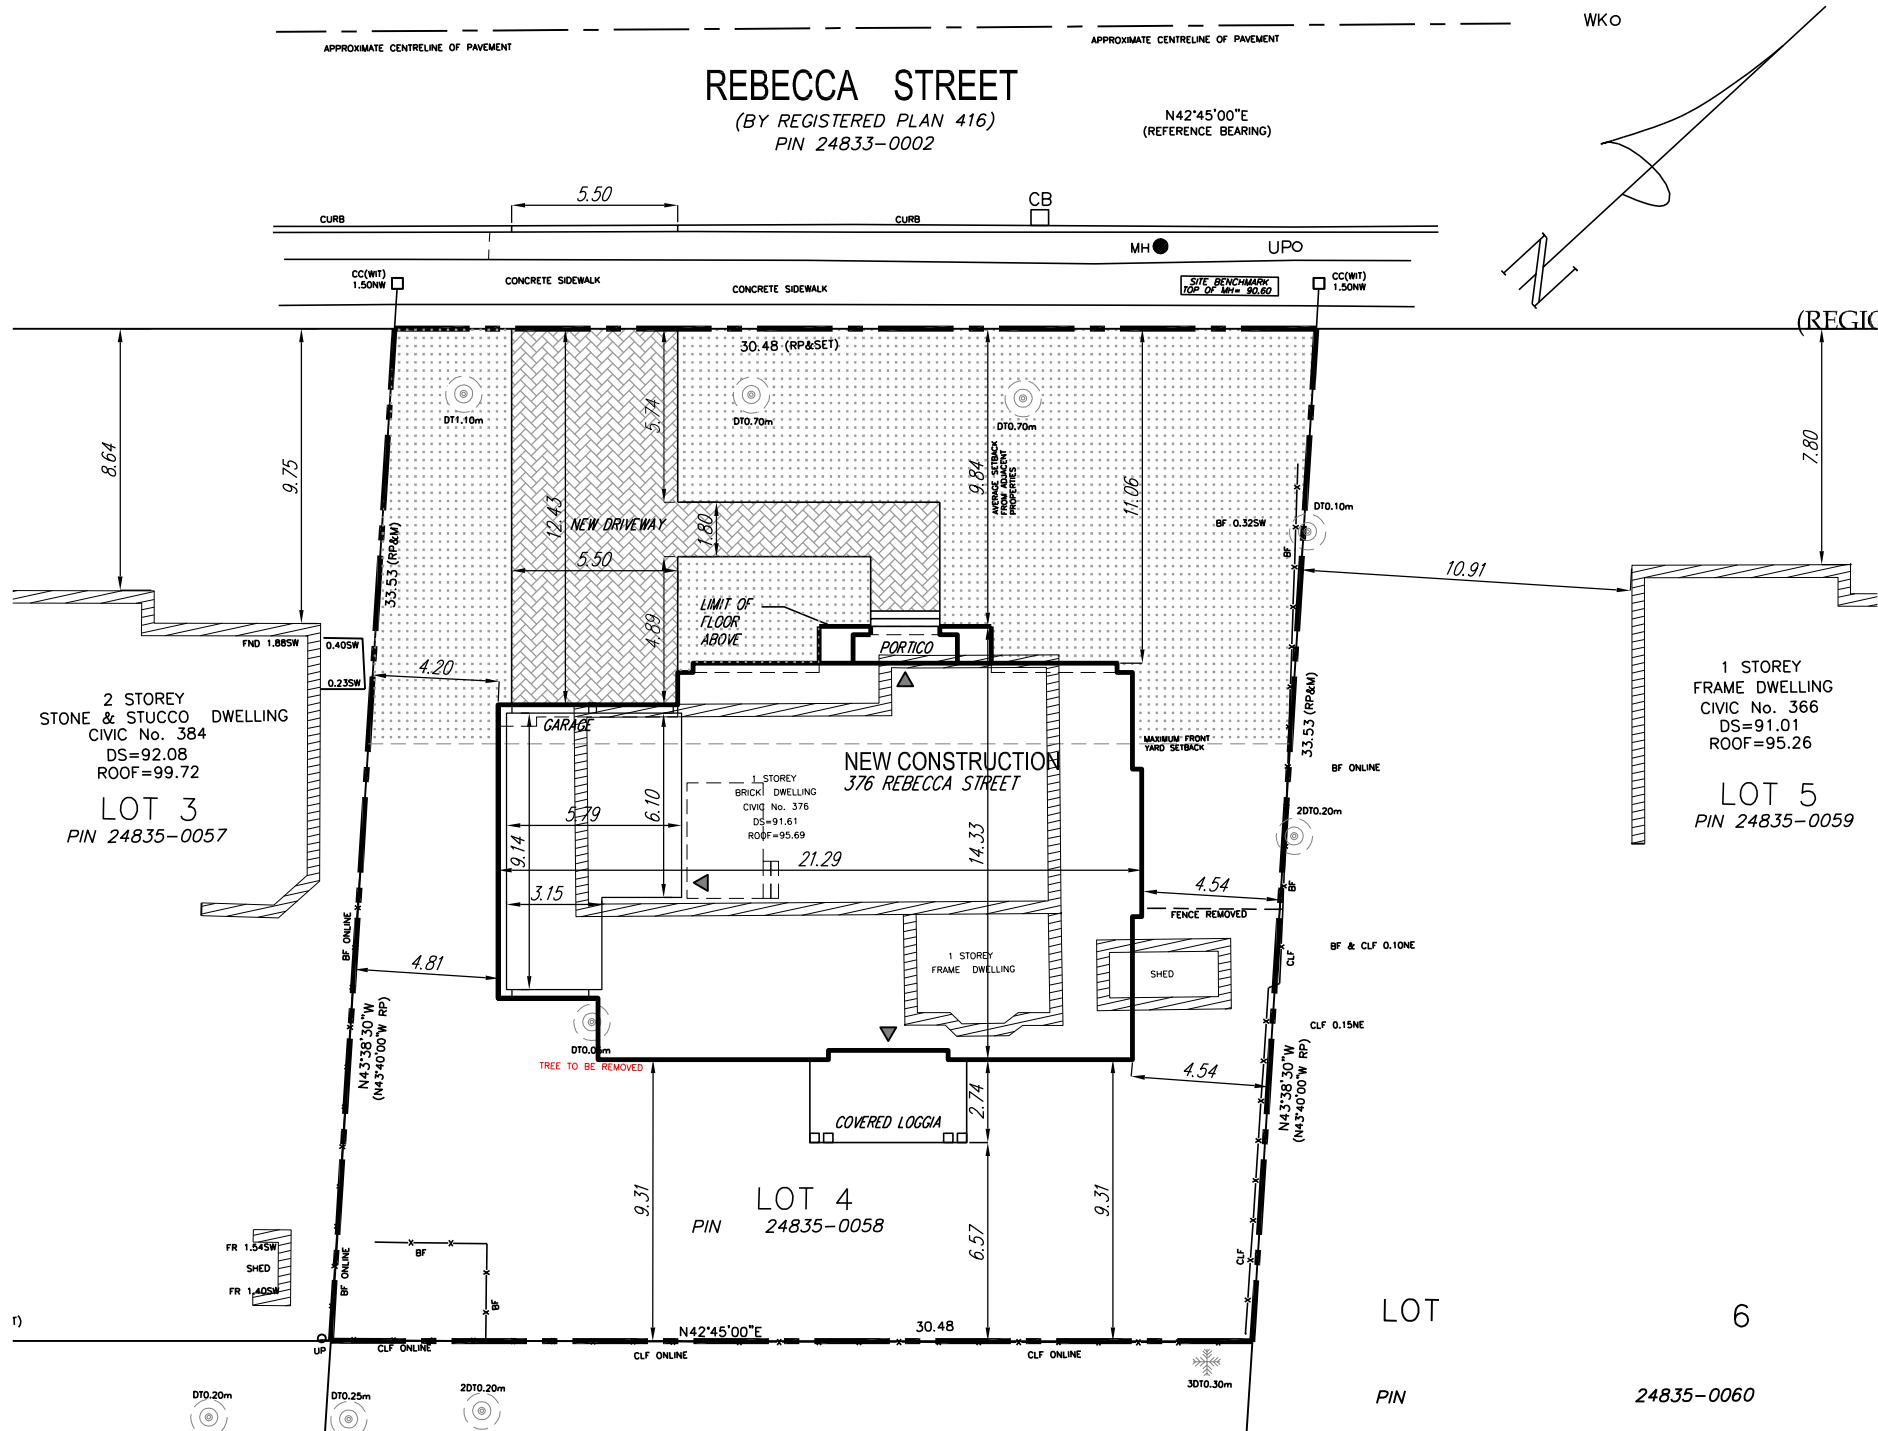 WK
APPROXIMATE CENTRELINE OF PAVEMENT
APPROXIMATE CENTRELINE OF PAVEMENT
REBECCA STREET
(BY REGISTERED PLAN 416)
PIN 24833-0002
N42°45'00"E
(REFERENCE BEARING)
N
5.50
CB
CURB
CURB
MH
UP
CC(WIT)
1.50NW
CONCRETE SIDEWALK
CONCRETE SIDEWALK
SITE BENCHMARK
TOP OF MH= 90.60
CC(WIT)
1.50NW
(REGIC
30.48 (RP&SET)
DT1.10m
DT0.70m
DT0.70m
8.64
9.75
5.74
12.43
9.84
AVERAGE SETBACK
FROM ADJACENT
PROPERTIES
11.06
7.80
33.53 (RP&M)
NEW DRIVEWAY
1.80
5.50
BF 0.32SW
DT0.10m
BF
10.91
LIMIT OF
FLOOR
ABOVE
4.89
PORTICO
FND 1.88SW
0.40SW
0.23SW
4.20
2 STOREY
STONE & STUCCO DWELLING
CIVIC No. 384
DS=92.08
ROOF=99.72
LOT 3
PIN 24835-0057
GARAGE
MAXIMUM FRONT
YARD SETBACK
33.53 (RP&M)
1 STOREY
FRAME DWELLING
CIVIC No. 366
DS=91.01
ROOF=95.26
LOT 5
PIN 24835-0059
BF ONLINE
2DT0.20m
NEW CONSTRUCTION
376 REBECCA STREET
1 STOREY
BRICK DWELLING
CIVIC No. 376
DS=91.61
ROOF=95.69
5.79
6.10
9.14
14.33
21.29
3.15
4.54
BF
FENCE REMOVED
BF ONLINE
4.81
1 STOREY
FRAME DWELLING
SHED
CLF
BF & CLF 0.10NE
CLF 0.15NE
N43°38'30"W
(N43°40'00"W RP)
DT0.05m
TREE TO BE REMOVED
4.54
N43°38'30"W
(N43°40'00"W RP)
2.74
COVERED LOGGIA
9.31
9.31
LOT 4
PIN 24835-0058
6.57
FR 1.54SW
SHED
FR 1.40SW
BF ONLINE
BF
BF
CLF
LOT 6
r)
UP
CLF ONLINE
N42°45'00"E
30.48
CLF ONLINE
CLF ONLINE
3DT0.30m
DT0.20m
DT0.25m
2DT0.20m
PIN 24835-0060